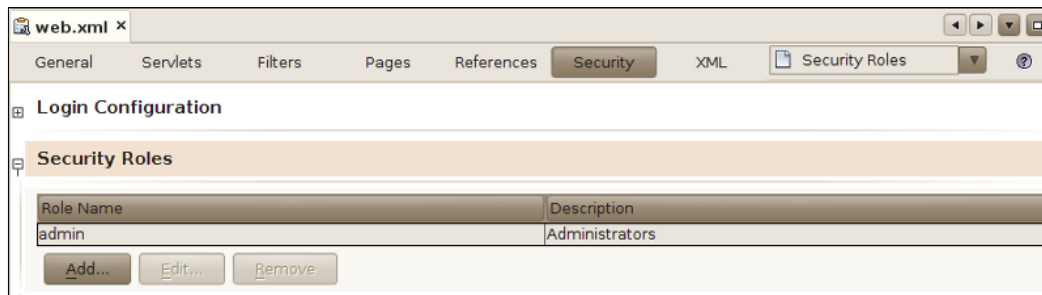 web.xml ×
General Servlets Filters Pages References Security XML Security Roles
Login Configuration
Security Roles
Role Name Description
admin Administrators
Add... Edit... Remove